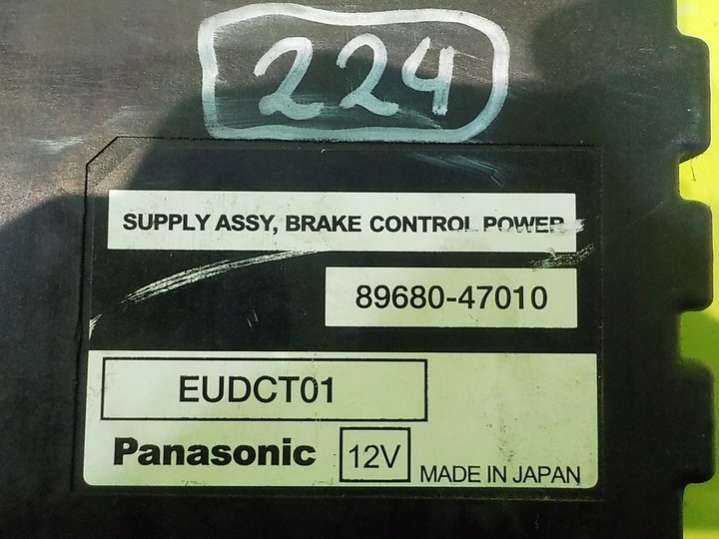 224
SUPPLY ASSY, BRAKE CONTROL POWER
89680-47010
EUDCT01
Panasonic 12V MADE IN JAPAN